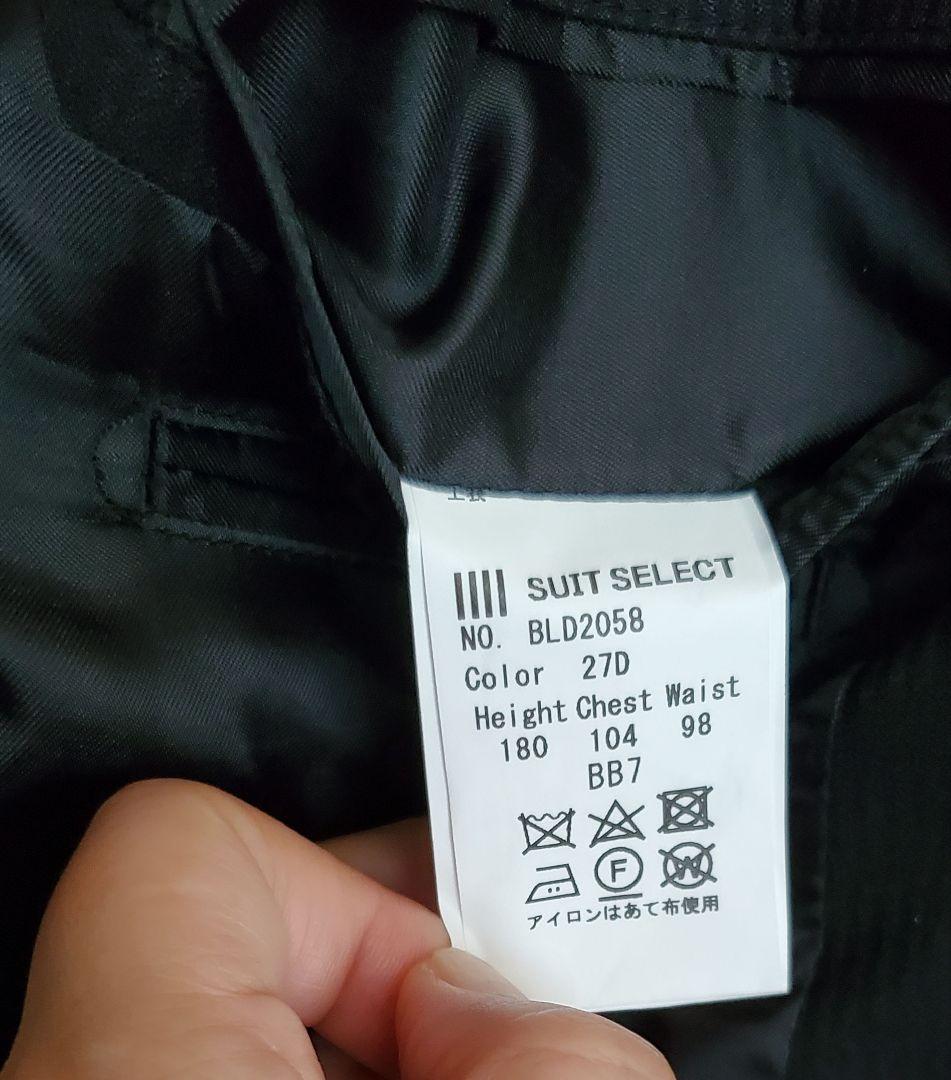 SUIT SELECT
NO. BLD2058
Color 27D
Height Chest Waist
180 104 98
BB7
F W
アイロンはあて布使用